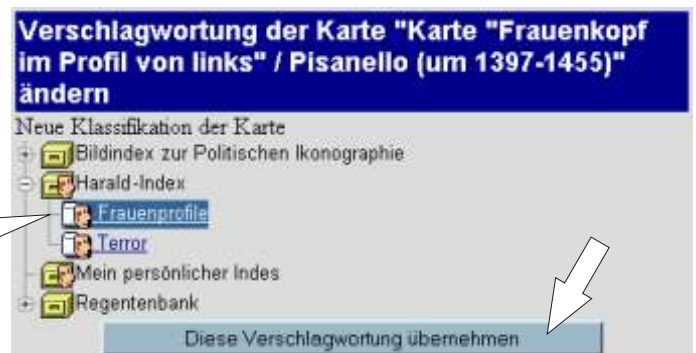 Verschlagwortung der Karte "Karte "Frauenkopf
im Profil von links" / Pisanello (um 1397-1455)"
ändern
Neue Klassifikation der Karte
Bildindex zur Politischen Ikonographie
Harald-Index
Frauenprofile
Terror
Mein persönlicher Indes
Regentenbank
Diese Verschlagwortung übernehmen